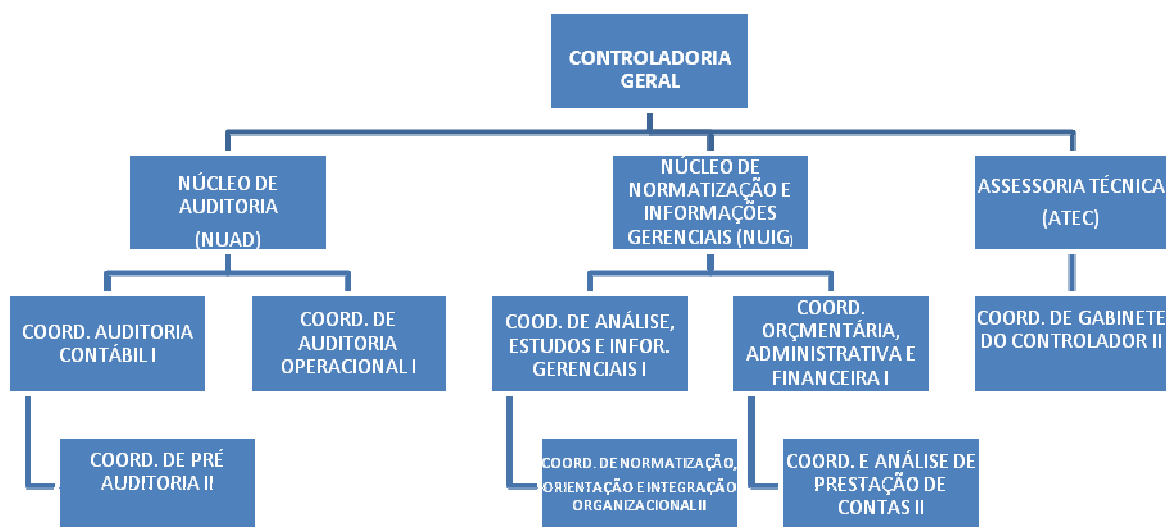 CONTROLADORIA
GERAL
NÚCLEO DE
AUDITORIA
(NUAD)
NÚCLEO DE
NORMATIZAÇÃO E
INFORMAÇÕES
GERENCIAIS (NUIG)
ASSESSORIA TÉCNICA
(ATEC)
COORD. AUDITORIA
CONTÁBIL I
COORD. DE
AUDITORIA
OPERACIONAL I
COOD. DE ANÁLISE,
ESTUDOS E INFOR.
GERENCIAIS I
COORD.
ORÇMENTÁRIA,
ADMINISTRATIVA E
FINANCEIRA I
COORD. DE GABINETE
DO CONTROLADOR II
COORD. DE PRÉ
AUDITORIA II
COORD. DE NORMATIZAÇÃO,
ORIENTAÇÃO E INTEGRAÇÃO
ORGANIZACIONAL II
COORD. E ANÁLISE DE
PRESTAÇÃO DE
CONTAS II